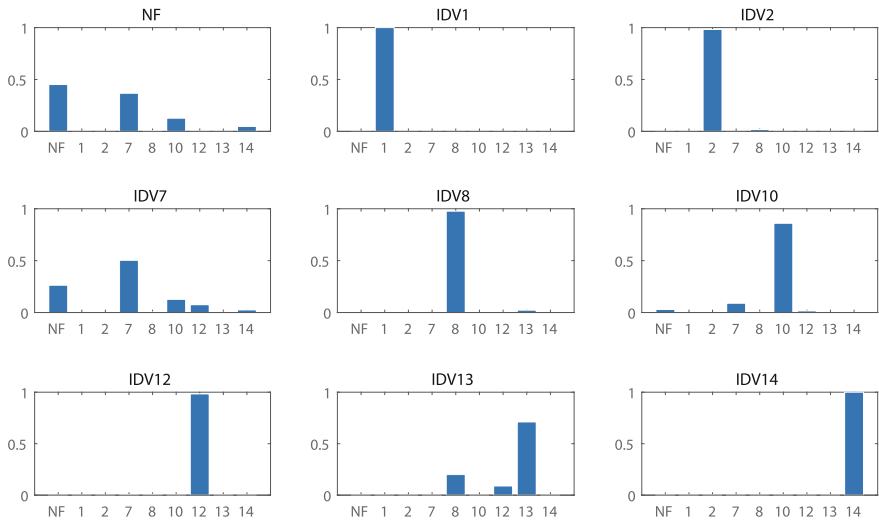 NF IDV1 IDV2
1 1 1
0.5 0.5 0.5
0 0 0
NF 1 2 7 8 10 12 13 14 NF 1 2 7 8 10 12 13 14 NF 1 2 7 8 10 12 13 14
IDV7 IDV8 IDV10
1 1 1
0.5 0.5 0.5
0 0 0
NF 1 2 7 8 10 12 13 14 NF 1 2 7 8 10 12 13 14 NF 1 2 7 8 10 12 13 14
IDV12 IDV13 IDV14
1 1 1
0.5 0.5 0.5
0 0 0
NF 1 2 7 8 10 12 13 14 NF 1 2 7 8 10 12 13 14 NF 1 2 7 8 10 12 13 14